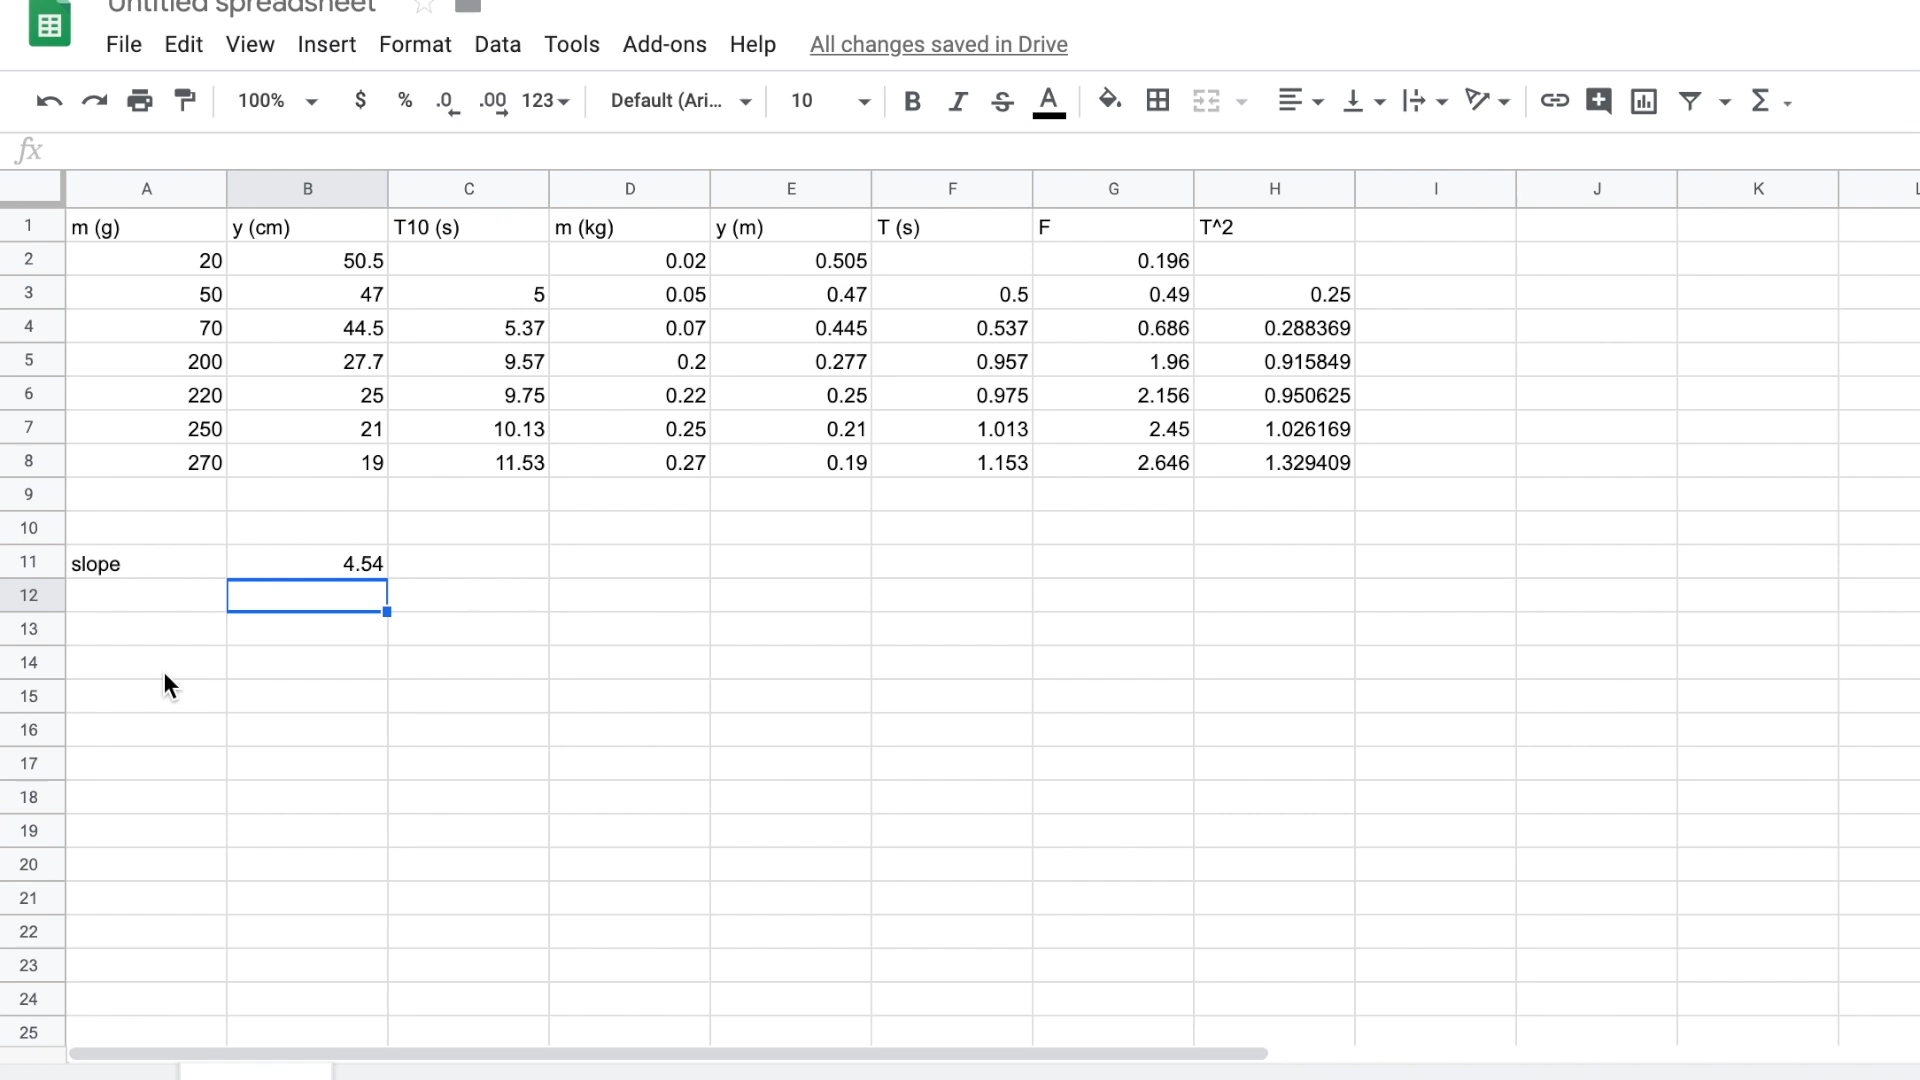 Untitled spreadsheet
File Edit View Insert Format Data Tools Add-ons Help All changes saved in Drive
100% $ % .0 .00 123 Default (Ari... 10 B I S A Σ
fx
A B C D E F G H I J K L
1 m (g) y (cm) T10 (s) m (kg) y (m) T (s) F T^2
2 20 50.5 0.02 0.505 0.196
3 50 47 5 0.05 0.47 0.5 0.49 0.25
4 70 44.5 5.37 0.07 0.445 0.537 0.686 0.288369
5 200 27.7 9.57 0.2 0.277 0.957 1.96 0.915849
6 220 25 9.75 0.22 0.25 0.975 2.156 0.950625
7 250 21 10.13 0.25 0.21 1.013 2.45 1.026169
8 270 19 11.53 0.27 0.19 1.153 2.646 1.329409
9
10
11 slope 4.54
12
13
14
15
16
17
18
19
20
21
22
23
24
25